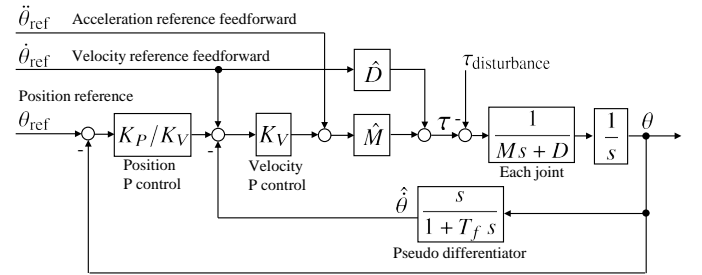 θ̈ref Acceleration reference feedforward
θ̇ref Velocity reference feedforward
D̂
τdisturbance
Position reference
θref
-
KP/KV
Position
P control
-
KV
Velocity
P control
M̂
τ
-
1
Ms + D
Each joint
1
s
θ
θ̇̂
s
1 + Tf s
Pseudo differentiator